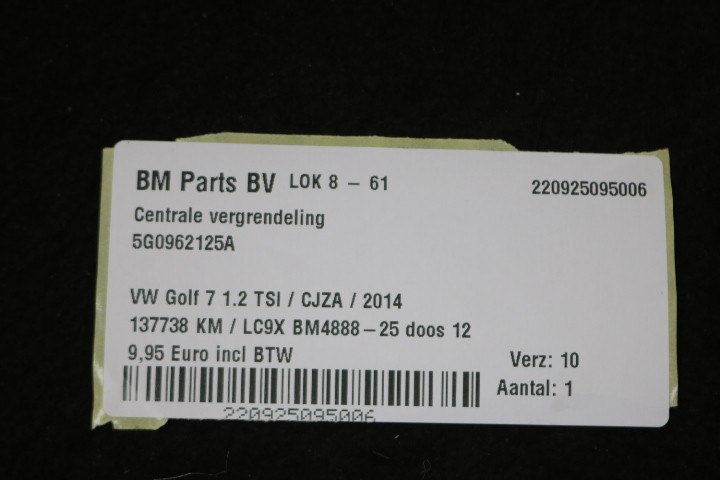 BM Parts BV LOK 8 - 61 220925095006
Centrale vergrendeling
5G0962125A
VW Golf 7 1.2 TSI / CJZA / 2014
137738 KM / LC9X BM4888-25 doos 12
9,95 Euro incl BTW
Verz: 10
Aantal: 1
220925095006